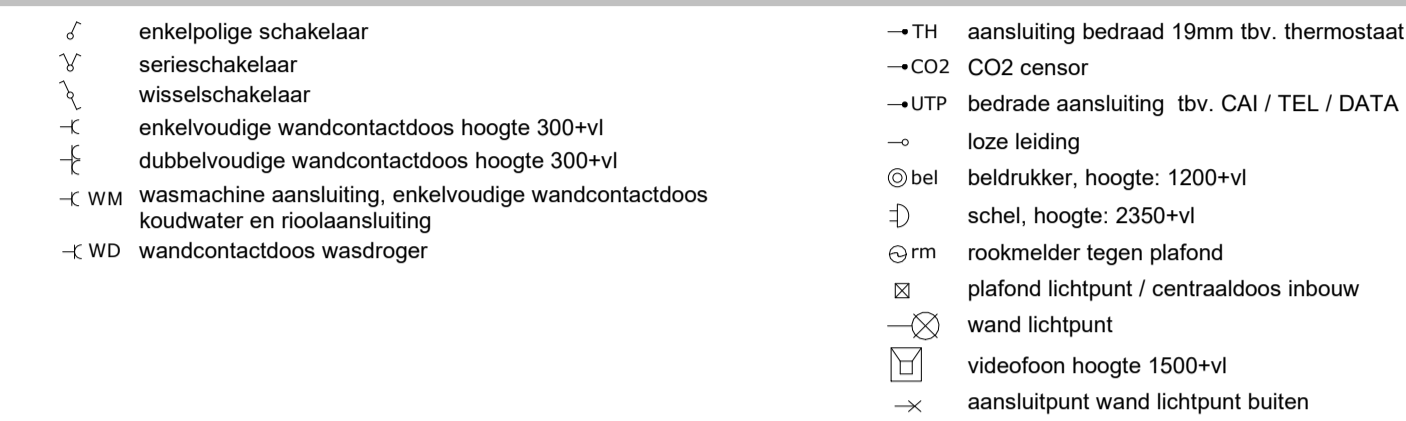 enkelpolige schakelaar
serieschakelaar
wisselschakelaar
enkelvoudige wandcontactdoos hoogte 300+vl
dubbelvoudige wandcontactdoos hoogte 300+vl
WM wasmachine aansluiting, enkelvoudige wandcontactdoos
koudwater en rioolaansluiting
WD wandcontactdoos wasdroger
TH aansluiting bedraad 19mm tbv. thermostaat
CO2 CO2 censor
UTP bedrade aansluiting tbv. CAI / TEL / DATA
loze leiding
bel beldrukker, hoogte: 1200+vl
schel, hoogte: 2350+vl
rm rookmelder tegen plafond
plafond lichtpunt / centraaldoos inbouw
wand lichtpunt
videofoon hoogte 1500+vl
aansluitpunt wand lichtpunt buiten